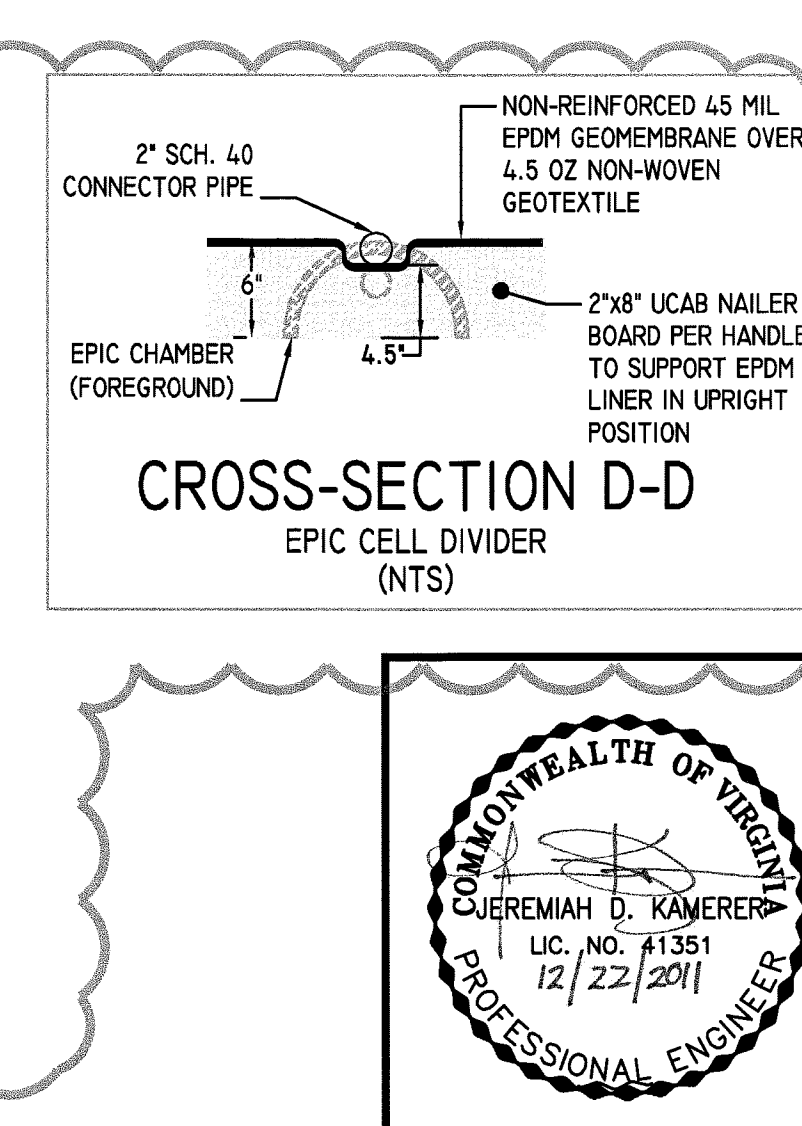 NON-REINFORCED 45 MIL
EPDM GEOMEMBRANE OVER
4.5 OZ NON-WOVEN
GEOTEXTILE
2" SCH. 40
CONNECTOR PIPE
6"
4.5"
EPIC CHAMBER
(FOREGROUND)
2"x8" UCAB NAILER
BOARD PER HANDLE
TO SUPPORT EPDM
LINER IN UPRIGHT
POSITION
CROSS-SECTION D-D
EPIC CELL DIVIDER
(NTS)
COMMONWEALTH OF VIRGINIA
JEREMIAH D. KAMERER
LIC. NO. 41351
12/22/2011
PROFESSIONAL ENGINEER